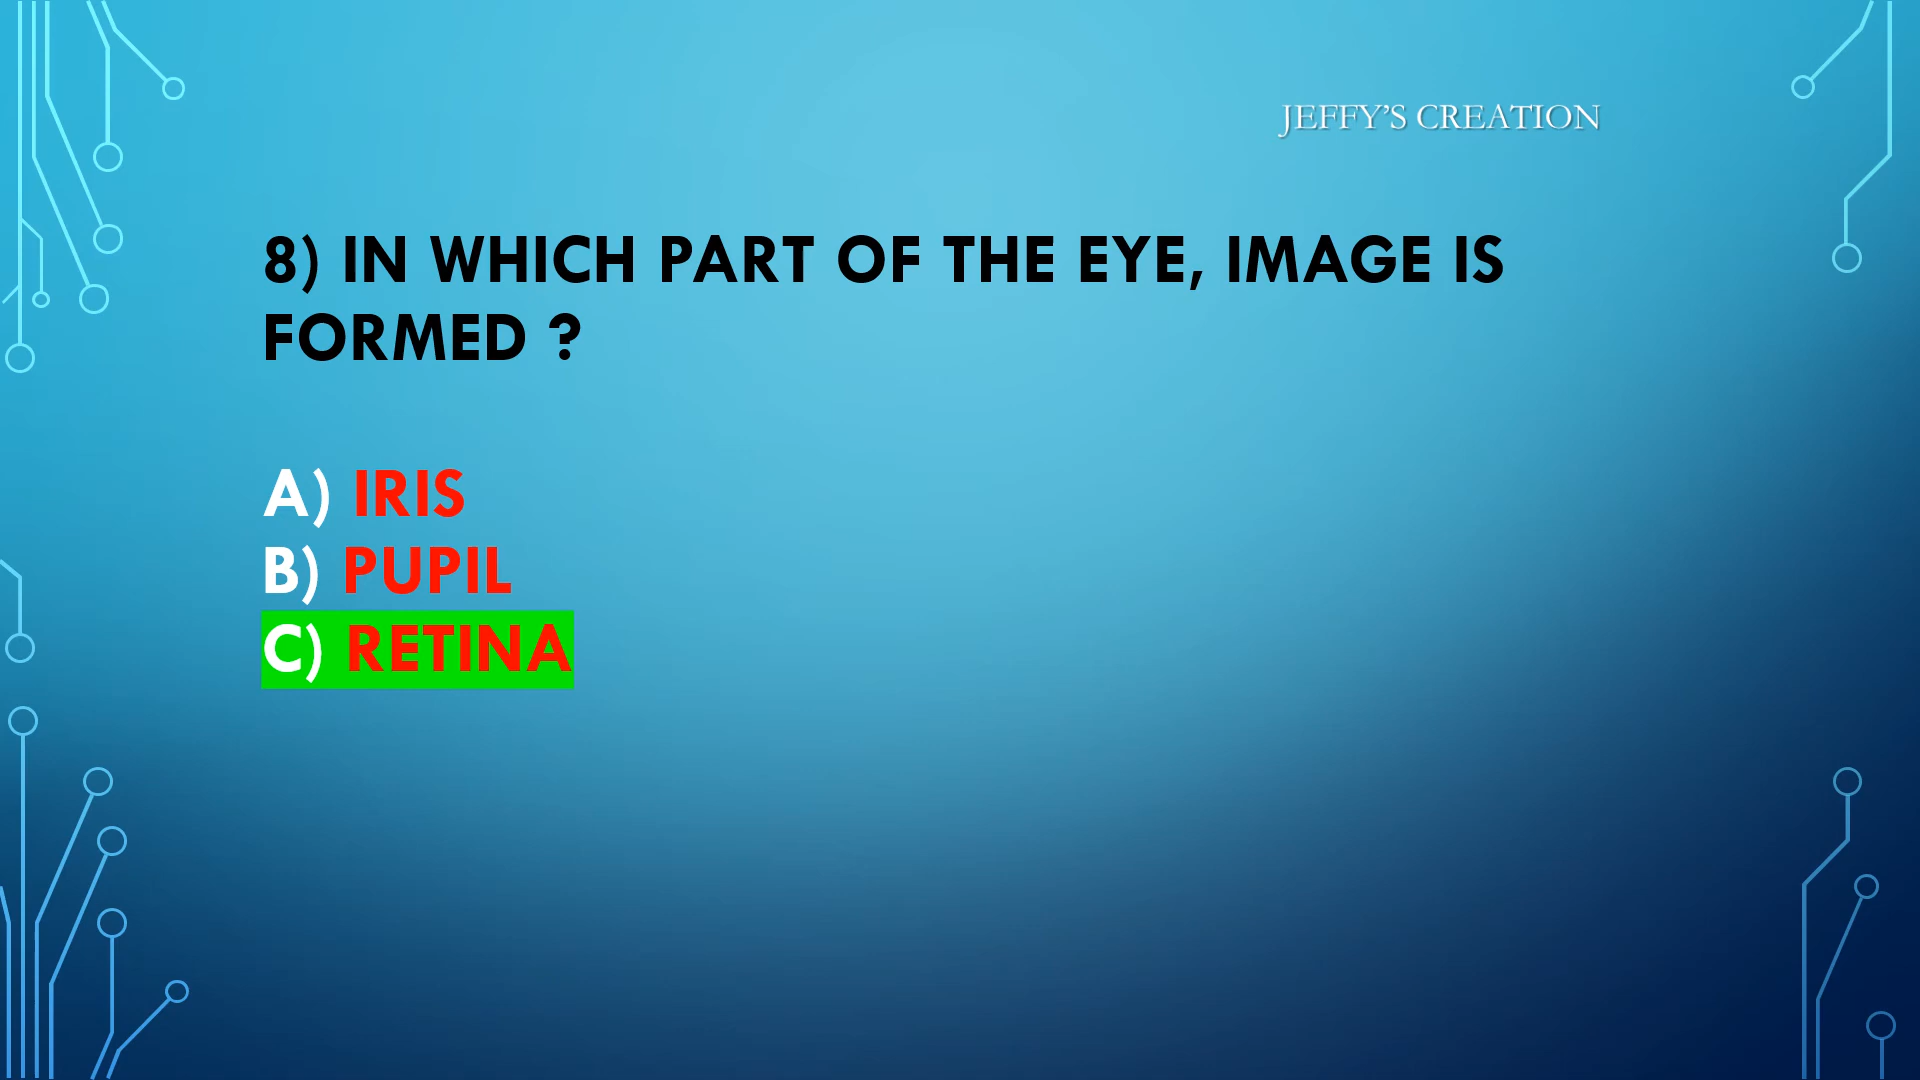 JEFFY'S CREATION
8) IN WHICH PART OF THE EYE, IMAGE IS
FORMED ?
A) IRIS
B) PUPIL
C) RETINA